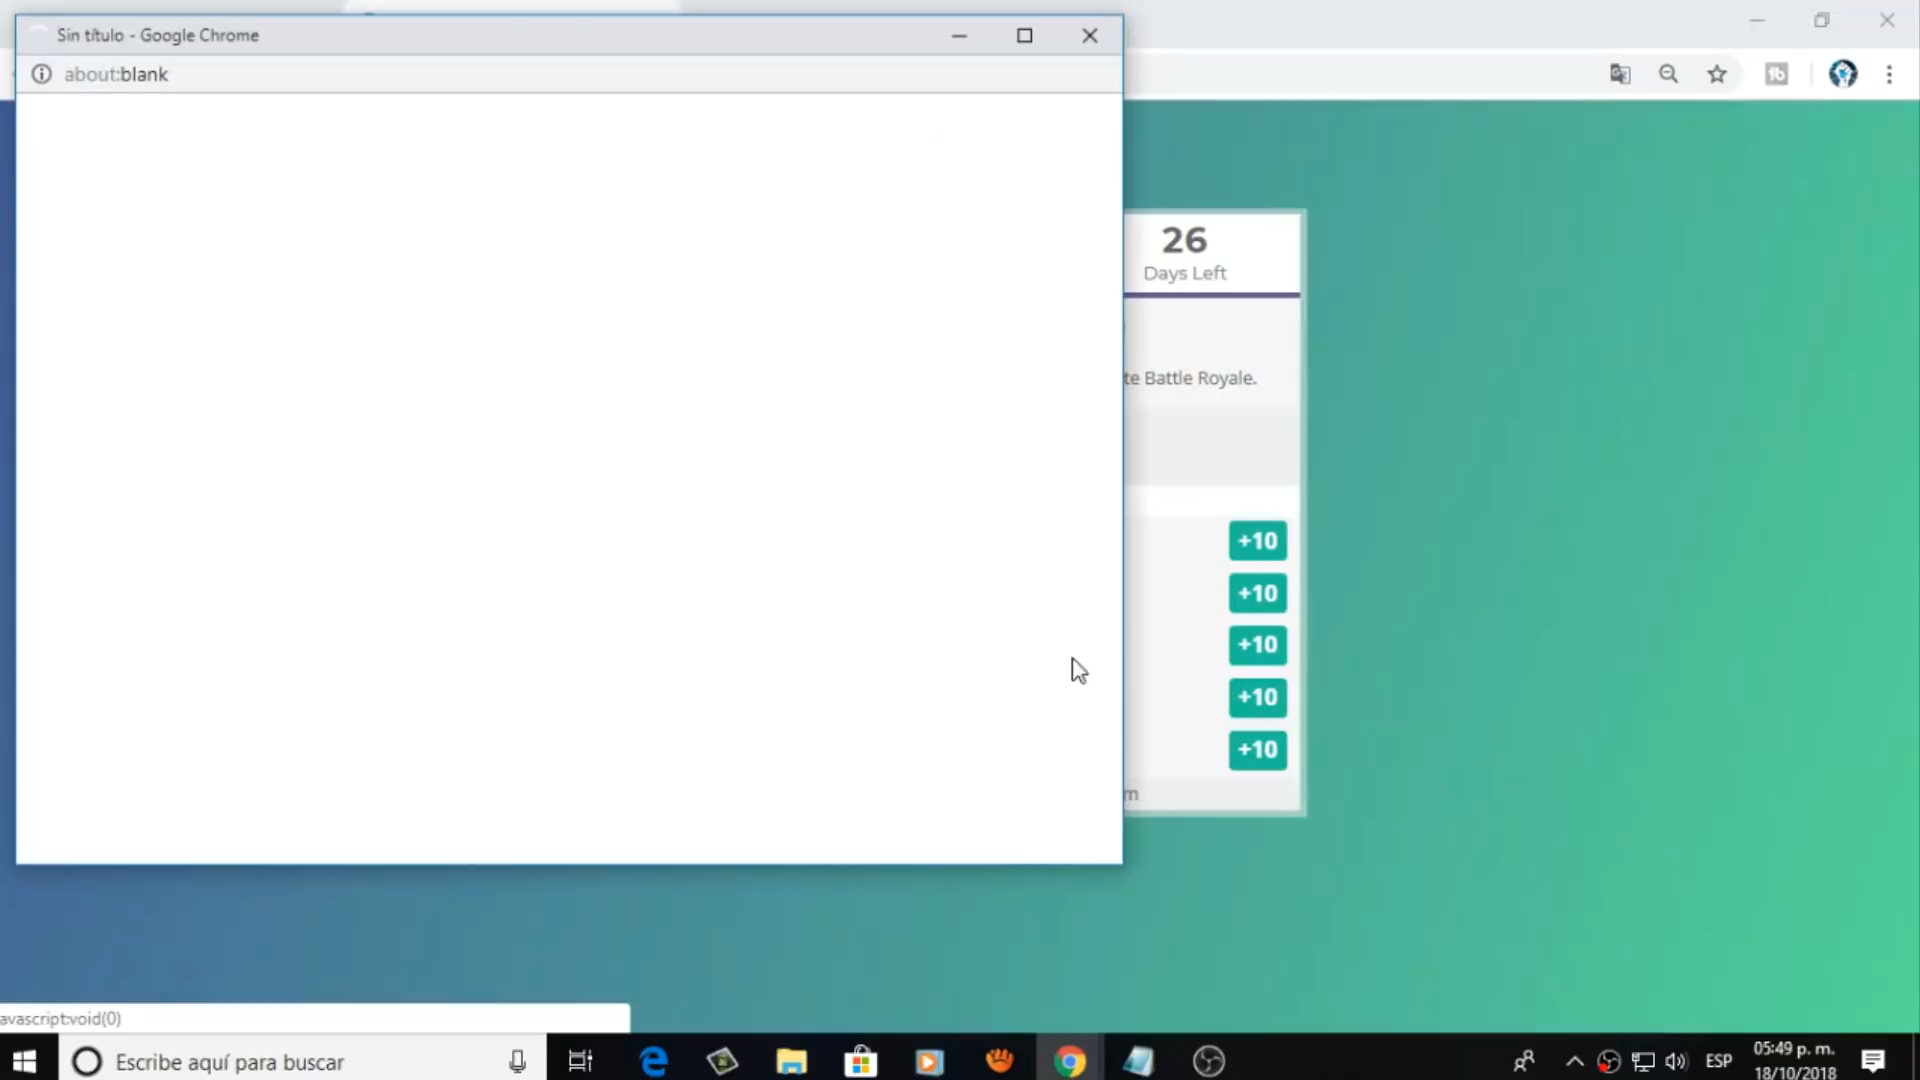 Sin título - Google Chrome
about:blank
26
Days Left
te Battle Royale.
+10
+10
+10
+10
+10
m
avascript:void(0)
Escribe aquí para buscar
ESP
05:49 p. m.
18/10/2018